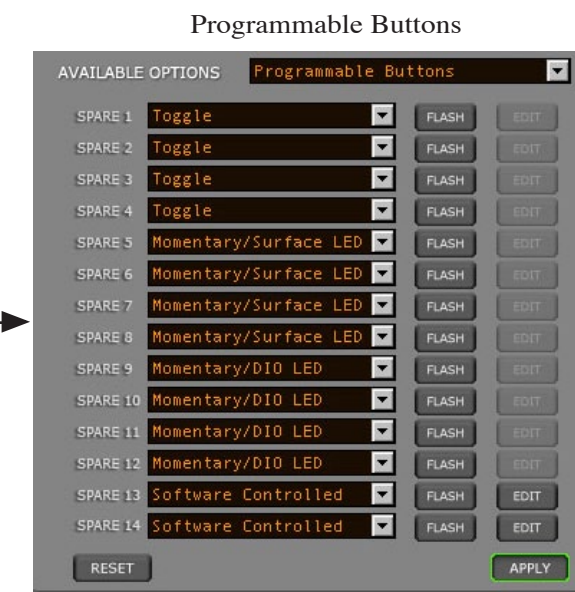 Programmable Buttons
AVAILABLE OPTIONS Programmable Buttons
SPARE 1 Toggle FLASH EDIT
SPARE 2 Toggle FLASH EDIT
SPARE 3 Toggle FLASH EDIT
SPARE 4 Toggle FLASH EDIT
SPARE 5 Momentary/Surface LED FLASH EDIT
SPARE 6 Momentary/Surface LED FLASH EDIT
SPARE 7 Momentary/Surface LED FLASH EDIT
SPARE 8 Momentary/Surface LED FLASH EDIT
SPARE 9 Momentary/DIO LED FLASH EDIT
SPARE 10 Momentary/DIO LED FLASH EDIT
SPARE 11 Momentary/DIO LED FLASH EDIT
SPARE 12 Momentary/DIO LED FLASH EDIT
SPARE 13 Software Controlled FLASH EDIT
SPARE 14 Software Controlled FLASH EDIT
RESET APPLY